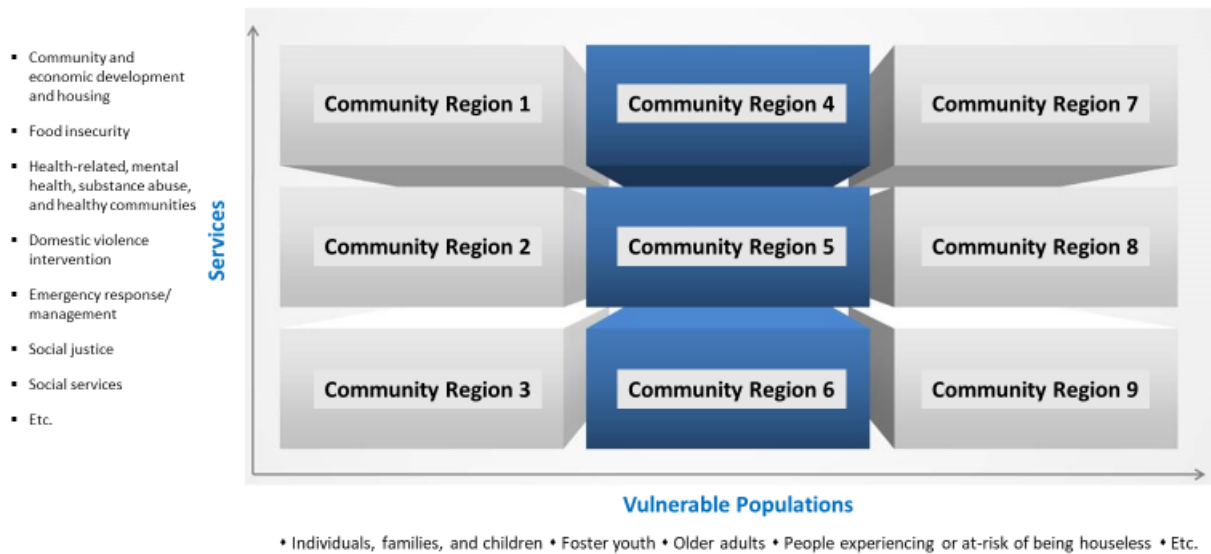 ▪ Community and
economic development
and housing
▪ Food insecurity
▪ Health-related, mental
health, substance abuse,
and healthy communities
▪ Domestic violence
intervention
▪ Emergency response/
management
▪ Social justice
▪ Social services
▪ Etc.
Services
Community Region 1
Community Region 4
Community Region 7
Community Region 2
Community Region 5
Community Region 8
Community Region 3
Community Region 6
Community Region 9
Vulnerable Populations
• Individuals, families, and children • Foster youth • Older adults • People experiencing or at-risk of being houseless • Etc.